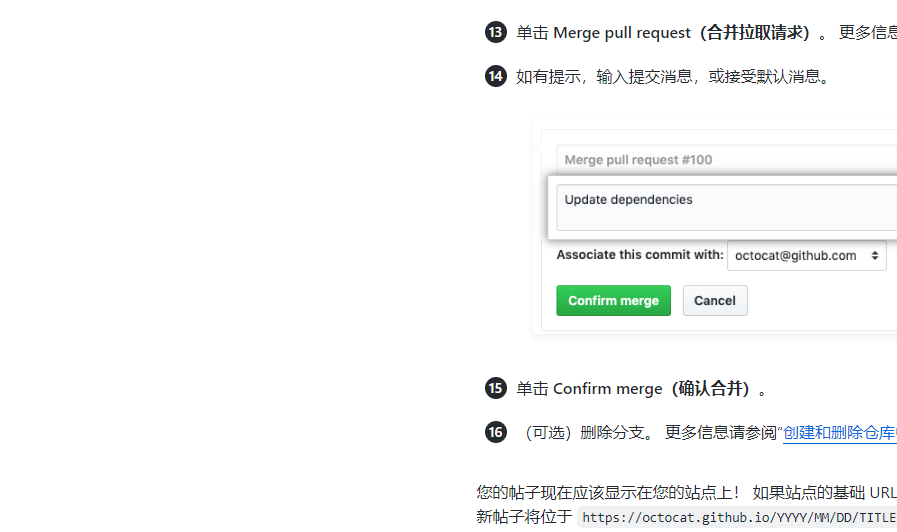 13 单击 Merge pull request（合并拉取请求）。 更多信息
14 如有提示，输入提交消息，或接受默认消息。
Merge pull request #100
Update dependencies
Associate this commit with: octocat@github.com
Confirm merge Cancel
15 单击 Confirm merge（确认合并）。
16 （可选）删除分支。 更多信息请参阅“创建和删除仓库
您的帖子现在应该显示在您的站点上！ 如果站点的基础 URL
新帖子将位于 https://octocat.github.io/YYYY/MM/DD/TITLE